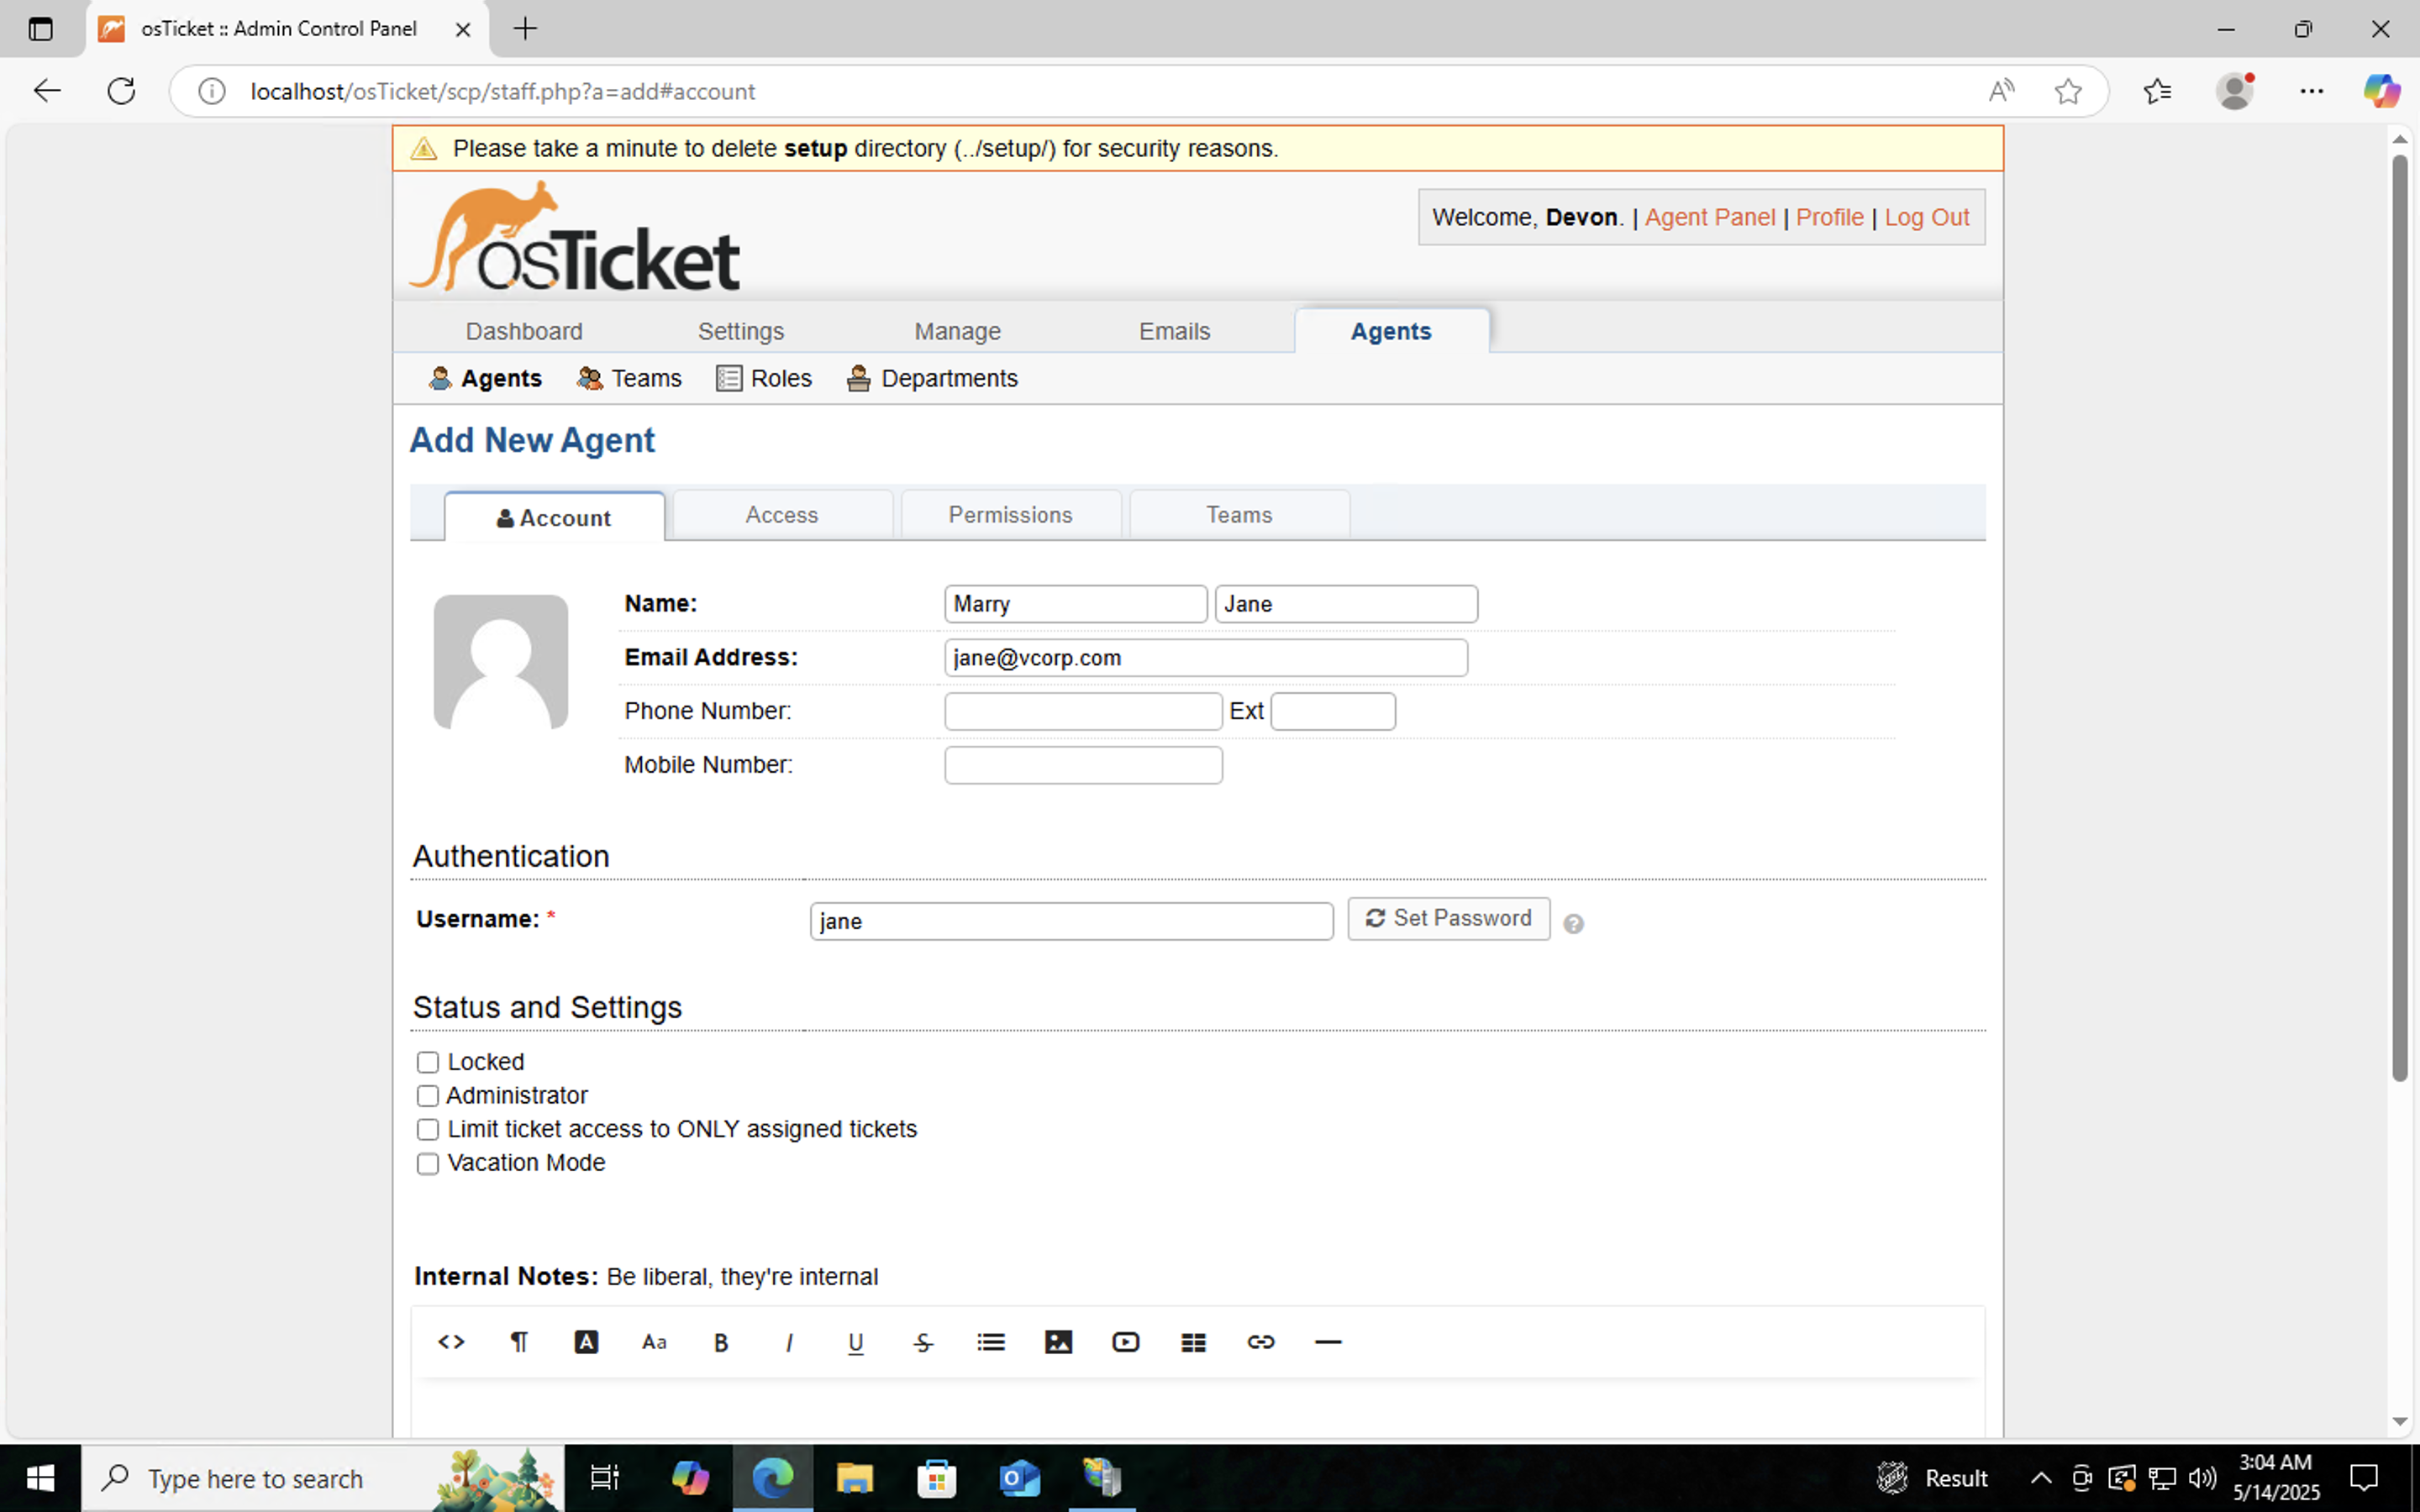 osTicket :: Admin Control Panel
localhost/osTicket/scp/staff.php?a=add#account
Please take a minute to delete setup directory (../setup/) for security reasons.
osTicket
Welcome, Devon. | Agent Panel | Profile | Log Out
Dashboard Settings Manage Emails Agents
Agents Teams Roles Departments
Add New Agent
Account Access Permissions Teams
Name: Marry Jane
Email Address: jane@vcorp.com
Phone Number: Ext
Mobile Number:
Authentication
Username: * jane Set Password ?
Status and Settings
Locked
Administrator
Limit ticket access to ONLY assigned tickets
Vacation Mode
Internal Notes: Be liberal, they're internal
<> ¶ A Aa B I U S
Type here to search
Result
3:04 AM
5/14/2025